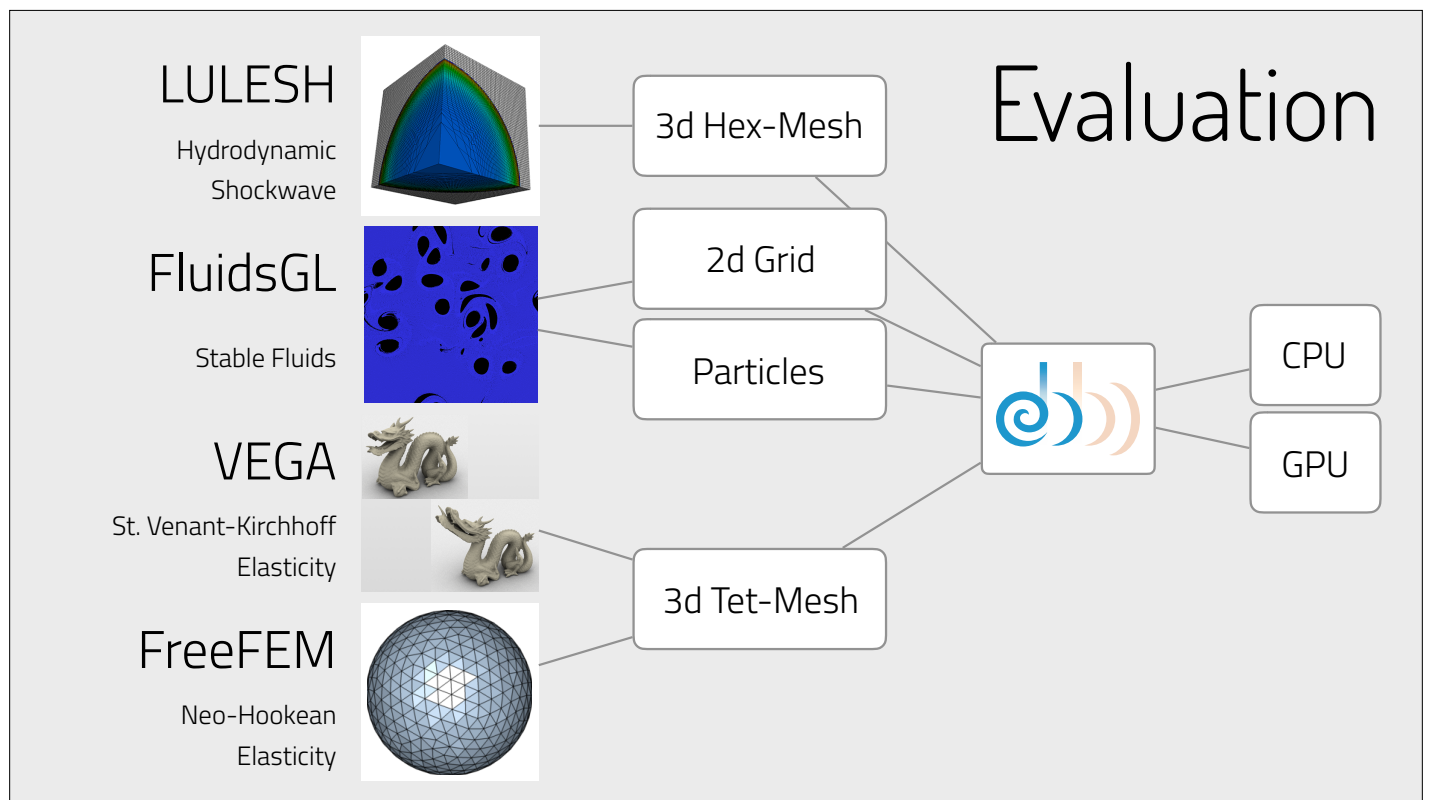 Evaluation
LULESH
Hydrodynamic
Shockwave
FluidsGL
Stable Fluids
VEGA
St. Venant-Kirchhoff
Elasticity
FreeFEM
Neo-Hookean
Elasticity
3d Hex-Mesh
2d Grid
Particles
3d Tet-Mesh
ebb
CPU
GPU